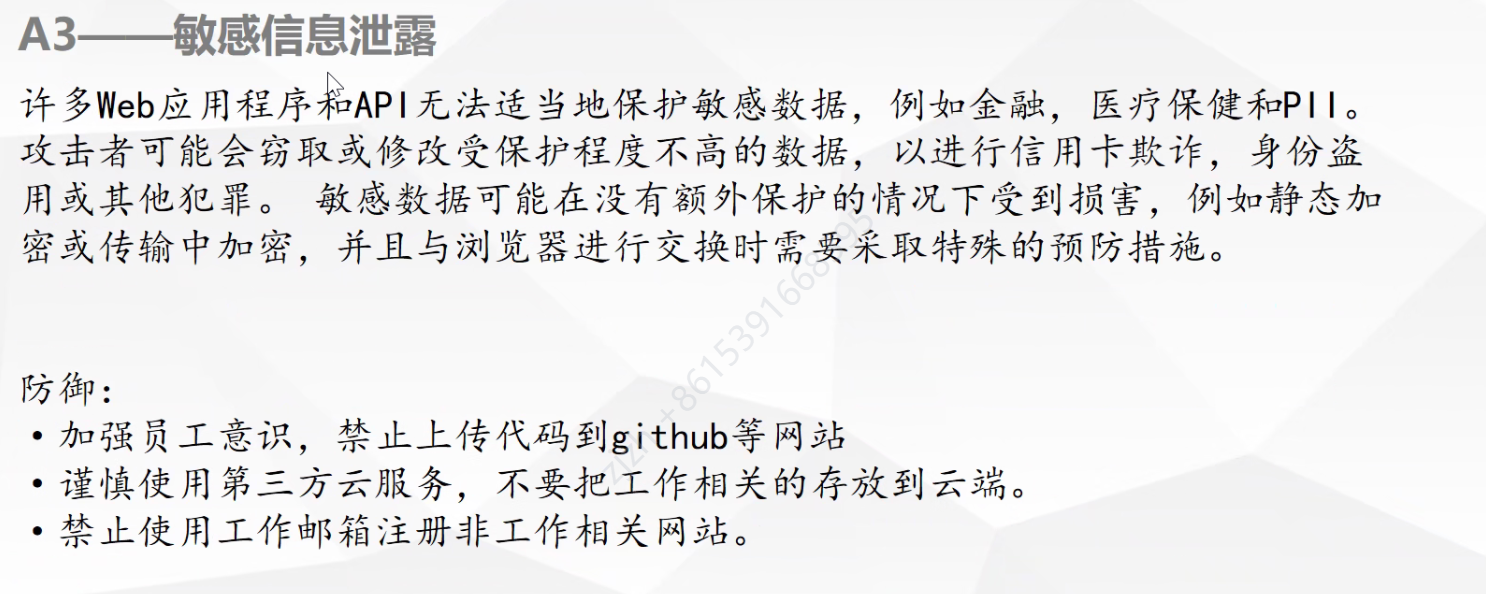 A3——敏感信息泄露
许多Web应用程序和API无法适当地保护敏感数据，例如金融，医疗保健和PII。
攻击者可能会窃取或修改受保护程度不高的数据，以进行信用卡欺诈，身份盗
用或其他犯罪。 敏感数据可能在没有额外保护的情况下受到损害，例如静态加
密或传输中加密，并且与浏览器进行交换时需要采取特殊的预防措施。
防御：
•加强员工意识，禁止上传代码到github等网站
•谨慎使用第三方云服务，不要把工作相关的存放到云端。
•禁止使用工作邮箱注册非工作相关网站。